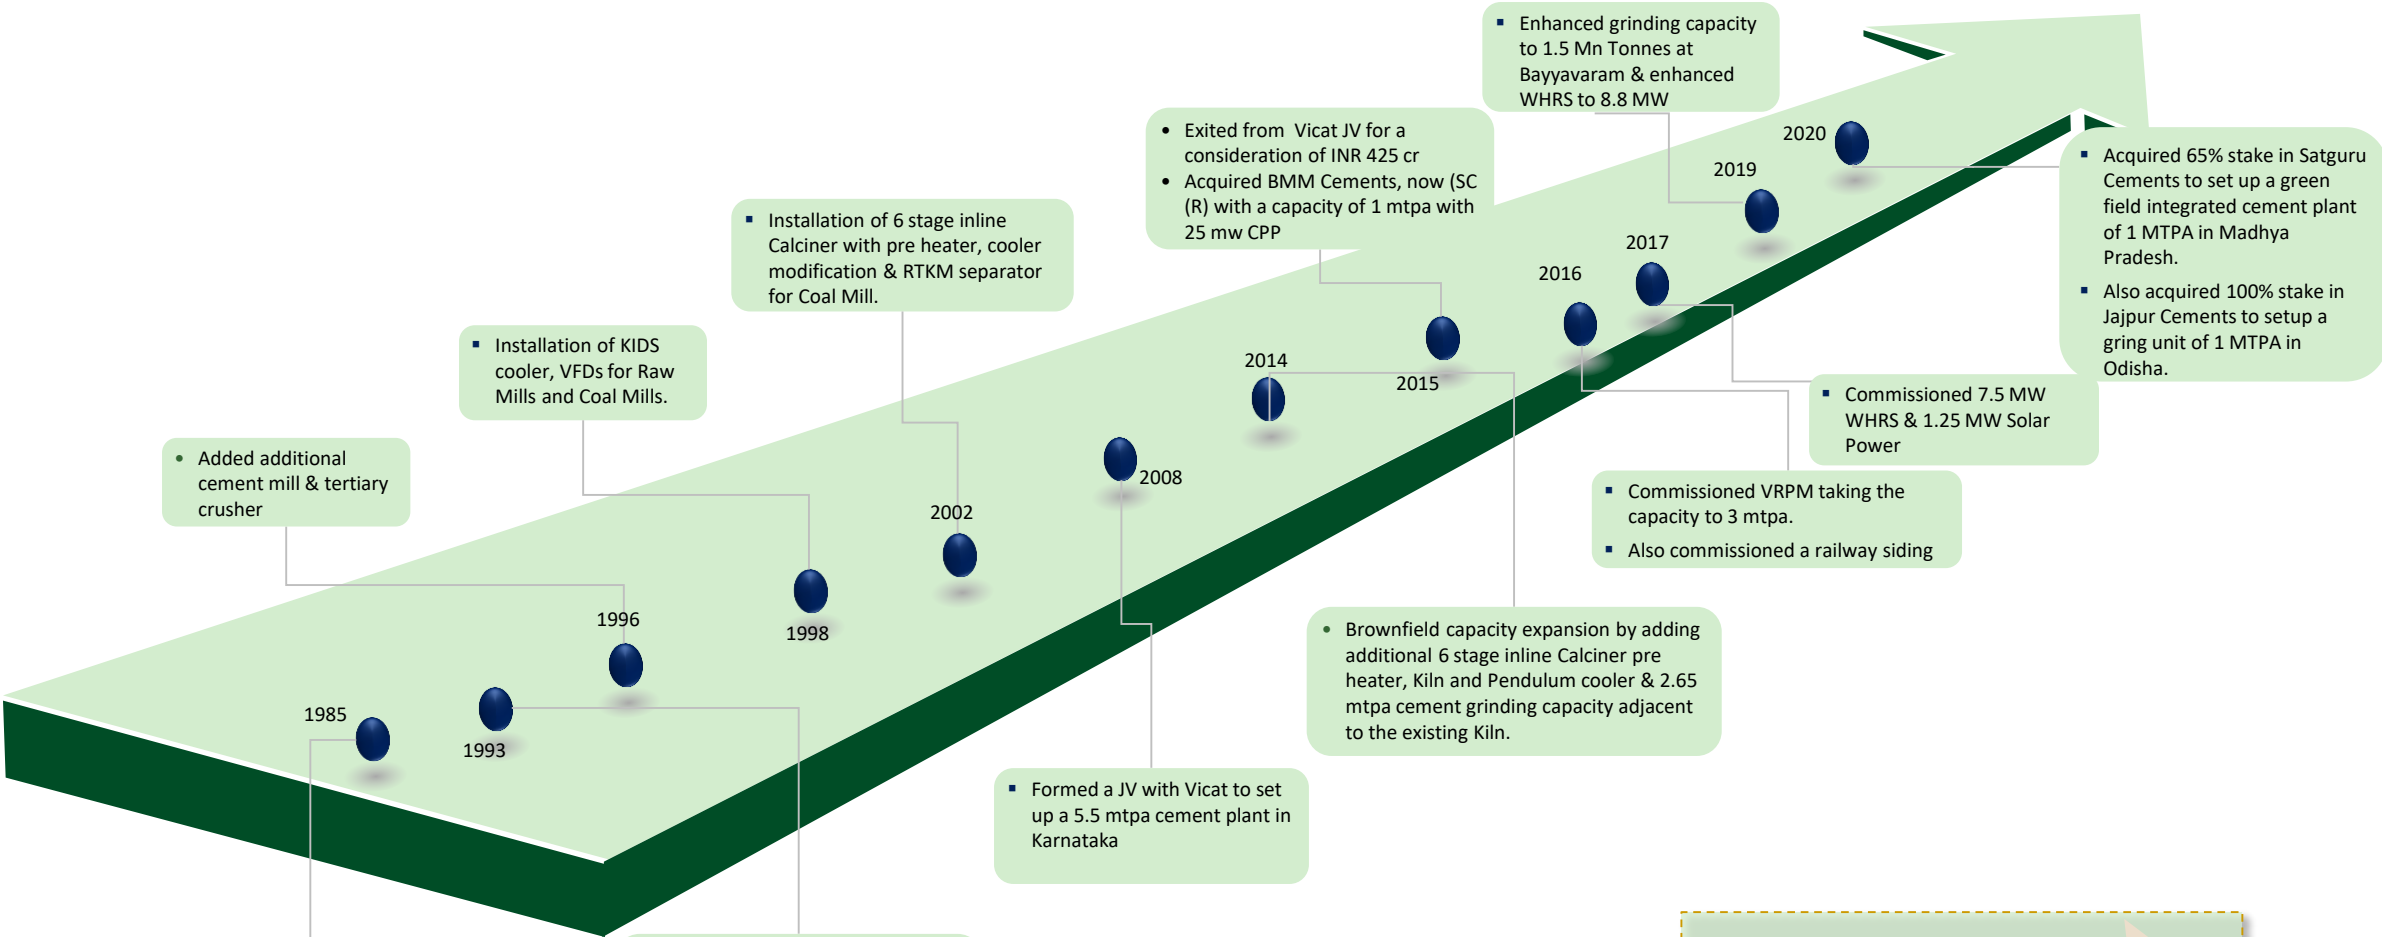 ▪ Enhanced grinding capacity
to 1.5 Mn Tonnes at
Bayyavaram & enhanced
WHRS to 8.8 MW
• Exited from Vicat JV for a
consideration of INR 425 cr
• Acquired BMM Cements, now (SC
(R) with a capacity of 1 mtpa with
25 mw CPP
▪ Installation of 6 stage inline
Calciner with pre heater, cooler
modification & RTKM separator
for Coal Mill.
▪ Installation of KIDS
cooler, VFDs for Raw
Mills and Coal Mills.
• Added additional
cement mill & tertiary
crusher
1985
1993
1996
1998
2002
2008
2014
2015
2016
2017
2019
2020
▪ Acquired 65% stake in Satguru
Cements to set up a green
field integrated cement plant
of 1 MTPA in Madhya
Pradesh.
▪ Also acquired 100% stake in
Jajpur Cements to setup a
gring unit of 1 MTPA in
Odisha.
▪ Commissioned 7.5 MW
WHRS & 1.25 MW Solar
Power
▪ Commissioned VRPM taking the
capacity to 3 mtpa.
▪ Also commissioned a railway siding
• Brownfield capacity expansion by adding
additional 6 stage inline Calciner pre
heater, Kiln and Pendulum cooler & 2.65
mtpa cement grinding capacity adjacent
to the existing Kiln.
▪ Formed a JV with Vicat to set
up a 5.5 mtpa cement plant in
Karnataka